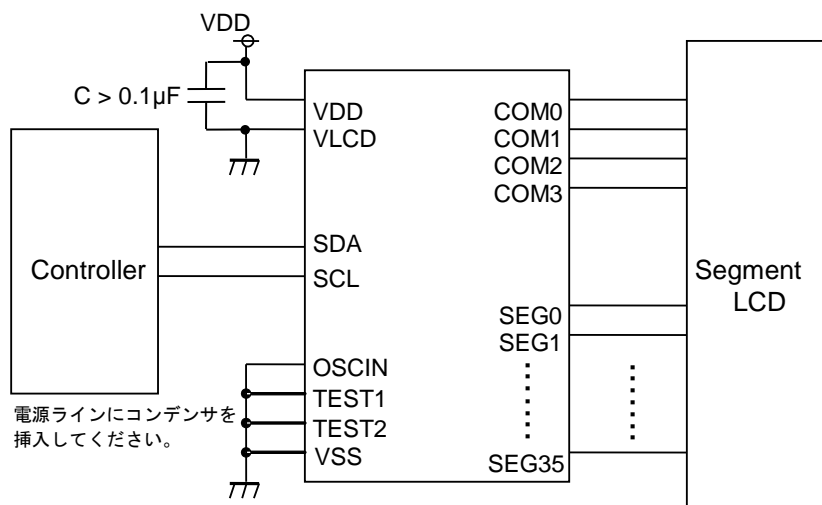 VDD
C > 0.1µF
Controller
電源ラインにコンデンサを
挿入してください。
VDD
VLCD
SDA
SCL
OSCIN
TEST1
TEST2
VSS
COM0
COM1
COM2
COM3
SEG0
SEG1
SEG35
Segment
LCD